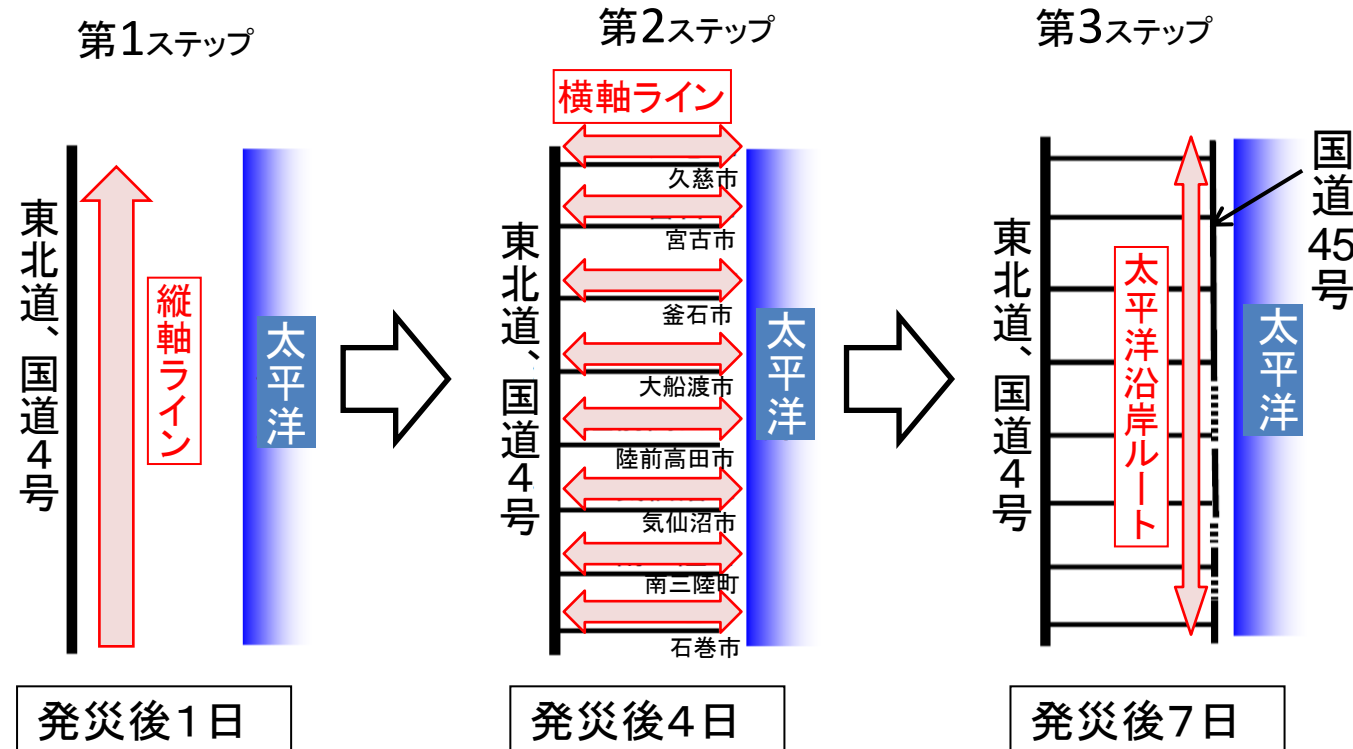 第1ステップ
東北道、国道4号
縦軸ライン
太平洋
発災後1日
第2ステップ
横軸ライン
東北道、国道4号
久慈市
宮古市
釜石市
大船渡市
陸前高田市
気仙沼市
南三陸町
石巻市
太平洋
発災後4日
第3ステップ
東北道、国道4号
太平洋沿岸ルート
国道45号
太平洋
発災後7日